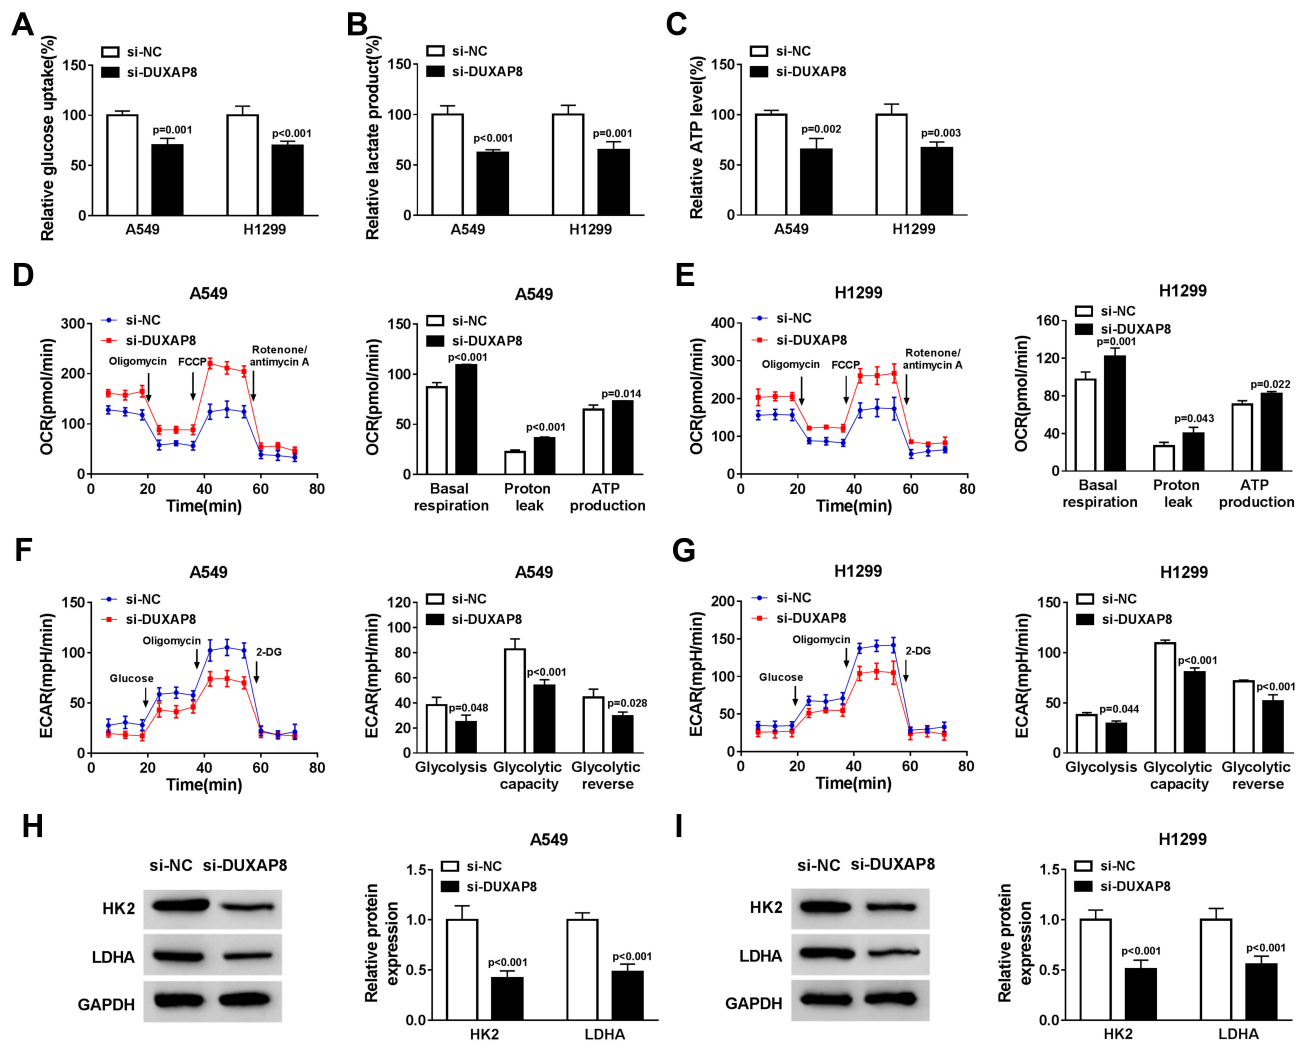 A
si-NC
si-DUXAP8
Relative glucose uptake(%)
150
100
50
0
p=0.001
p<0.001
A549
H1299
B
si-NC
si-DUXAP8
Relative lactate product(%)
150
100
50
0
p<0.001
p=0.001
A549
H1299
C
si-NC
si-DUXAP8
Relative ATP level(%)
150
100
50
0
p=0.002
p=0.003
A549
H1299
D
A549
si-NC
si-DUXAP8
OCR(pmol/min)
300
200
100
0
Oligomycin
FCCP
Rotenone/
antimycin A
0
20
40
60
80
Time(min)
A549
si-NC
si-DUXAP8
OCR(pmol/min)
150
100
50
0
p<0.001
p<0.001
p=0.014
Basal
respiration
Proton
leak
ATP
production
E
H1299
si-NC
si-DUXAP8
OCR(pmol/min)
400
300
200
100
0
Oligomycin
FCCP
Rotenone/
antimycin A
0
20
40
60
80
Time(min)
H1299
si-NC
si-DUXAP8
OCR(pmol/min)
160
120
80
40
0
p=0.001
p=0.043
p=0.022
Basal
respiration
Proton
leak
ATP
production
F
A549
si-NC
si-DUXAP8
ECAR(mpH/min)
150
100
50
0
Glucose
Oligomycin
2-DG
0
20
40
60
80
Time(min)
A549
si-NC
si-DUXAP8
ECAR(mpH/min)
120
100
80
60
40
20
0
p=0.048
p<0.001
p=0.028
Glycolysis
Glycolytic
capacity
Glycolytic
reverse
G
H1299
si-NC
si-DUXAP8
ECAR(mpH/min)
200
150
100
50
0
Glucose
Oligomycin
2-DG
0
20
40
60
80
Time(min)
H1299
si-NC
si-DUXAP8
ECAR(mpH/min)
150
100
50
0
p=0.044
p<0.001
p<0.001
Glycolysis
Glycolytic
capacity
Glycolytic
reverse
H
si-NC si-DUXAP8
HK2
LDHA
GAPDH
A549
si-NC
si-DUXAP8
Relative protein
expression
1.5
1.0
0.5
0.0
p<0.001
p<0.001
HK2
LDHA
I
si-NC si-DUXAP8
HK2
LDHA
GAPDH
H1299
si-NC
si-DUXAP8
Relative protein
expression
1.5
1.0
0.5
0.0
p<0.001
p<0.001
HK2
LDHA